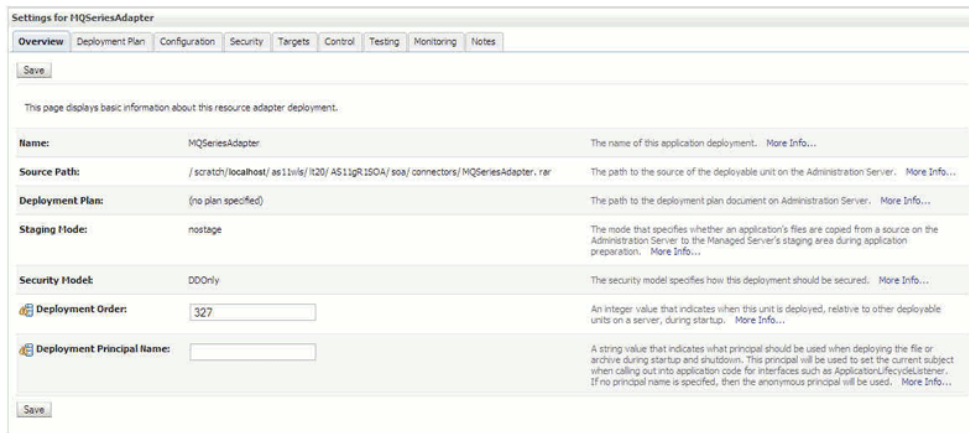 Settings for MQSeriesAdapter
Overview Deployment Plan Configuration Security Targets Control Testing Monitoring Notes
Save
This page displays basic information about this resource adapter deployment.
Name: MQSeriesAdapter The name of this application deployment. More Info...
Source Path: /scratch/localhost/as11wls/lt20/AS11gR1SOA/soa/connectors/MQSeriesAdapter.rar The path to the source of the deployable unit on the Administration Server. More Info...
Deployment Plan: (no plan specified) The path to the deployment plan document on Administration Server. More Info...
Staging Mode: nostage The mode that specifies whether an application's files are copied from a source on the
Administration Server to the Managed Server's staging area during application
preparation. More Info...
Security Model: DDOnly The security model specifies how this deployment should be secured. More Info...
Deployment Order: 327 An integer value that indicates when this unit is deployed, relative to other deployable
units on a server, during startup. More Info...
Deployment Principal Name: A string value that indicates what principal should be used when deploying the file or
archive during startup and shutdown. This principal will be used to set the current subject
when calling out into application code for interfaces such as ApplicationLifecycleListener.
If no principal name is specifed, then the anonymous principal will be used. More Info...
Save